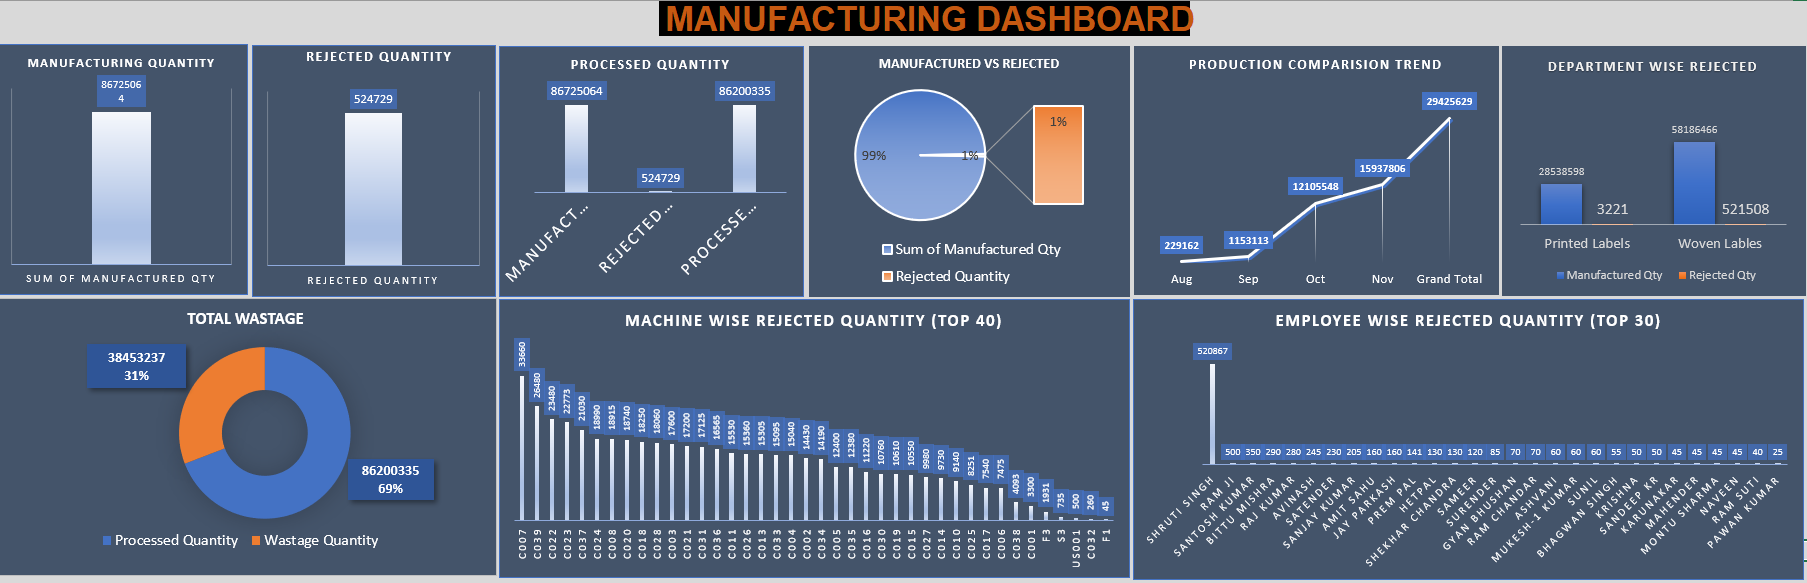 MANUFACTURING DASHBOARD
MANUFACTURING QUANTITY
8672506
4
SUM OF MANUFACTURED QTY
REJECTED QUANTITY
524729
REJECTED QUANTITY
PROCESSED QUANTITY
86725064
524729
86200335
MANUFACT...
REJECTED...
PROCESSE...
MANUFACTURED VS REJECTED
99%
1%
1%
Sum of Manufactured Qty
Rejected Quantity
PRODUCTION COMPARISION TREND
229162
1153113
12105548
15937806
29425629
Aug Sep Oct Nov Grand Total
DEPARTMENT WISE REJECTED
28538598
3221
58186466
521508
Printed Labels Woven Lables
Manufactured Qty Rejected Qty
TOTAL WASTAGE
38453237
31%
86200335
69%
Processed Quantity Wastage Quantity
MACHINE WISE REJECTED QUANTITY (TOP 40)
33660 26480 23480 22773 21030 18990 18915 18740 18250 18060 17600 17200 17125 16565 15530 15360 15305 15095 15040 14430 14190 12400 12380 11220 10760 10610 10550 9980 9730 9140 8251 7540 7475 4093 3300 1931 735 500 260 45
C007 C039 C022 C023 C037 C024 C008 C020 C018 C028 C003 C021 C031 C036 C011 C026 C013 C033 C004 C002 C034 C005 C035 C016 C030 C019 C015 C027 C014 C010 C025 C017 C006 C038 C001 F3 S3 US001 C032 F1
EMPLOYEE WISE REJECTED QUANTITY (TOP 30)
520867
500 350 290 280 245 230 205 160 160 141 130 130 120 85 70 70 60 60 60 55 50 50 45 45 45 45 40 25
SHRUTI SINGH
RAM JI
SANTOSH KUMAR
BITTU MISHRA
RAJ KUMAR
AVINASH
SATENDER
SANJAY KUMAR
AMIT SAHU
JAY PARKASH
PREM PAL
HETPAL
SHEKHAR CHANDRA
SAMEER
SURENDER
GYAN BHUSHAN
RAM CHANDAR
ASHVANI
MUKESH-1 KUMAR
SUNIL
BHAGWAN SINGH
KRISHNA
SANDEEP KR
KARUNAKAR
MAHENDER
MONTU SHARMA
NAVEEN
RAM SUTI
PAWAN KUMAR